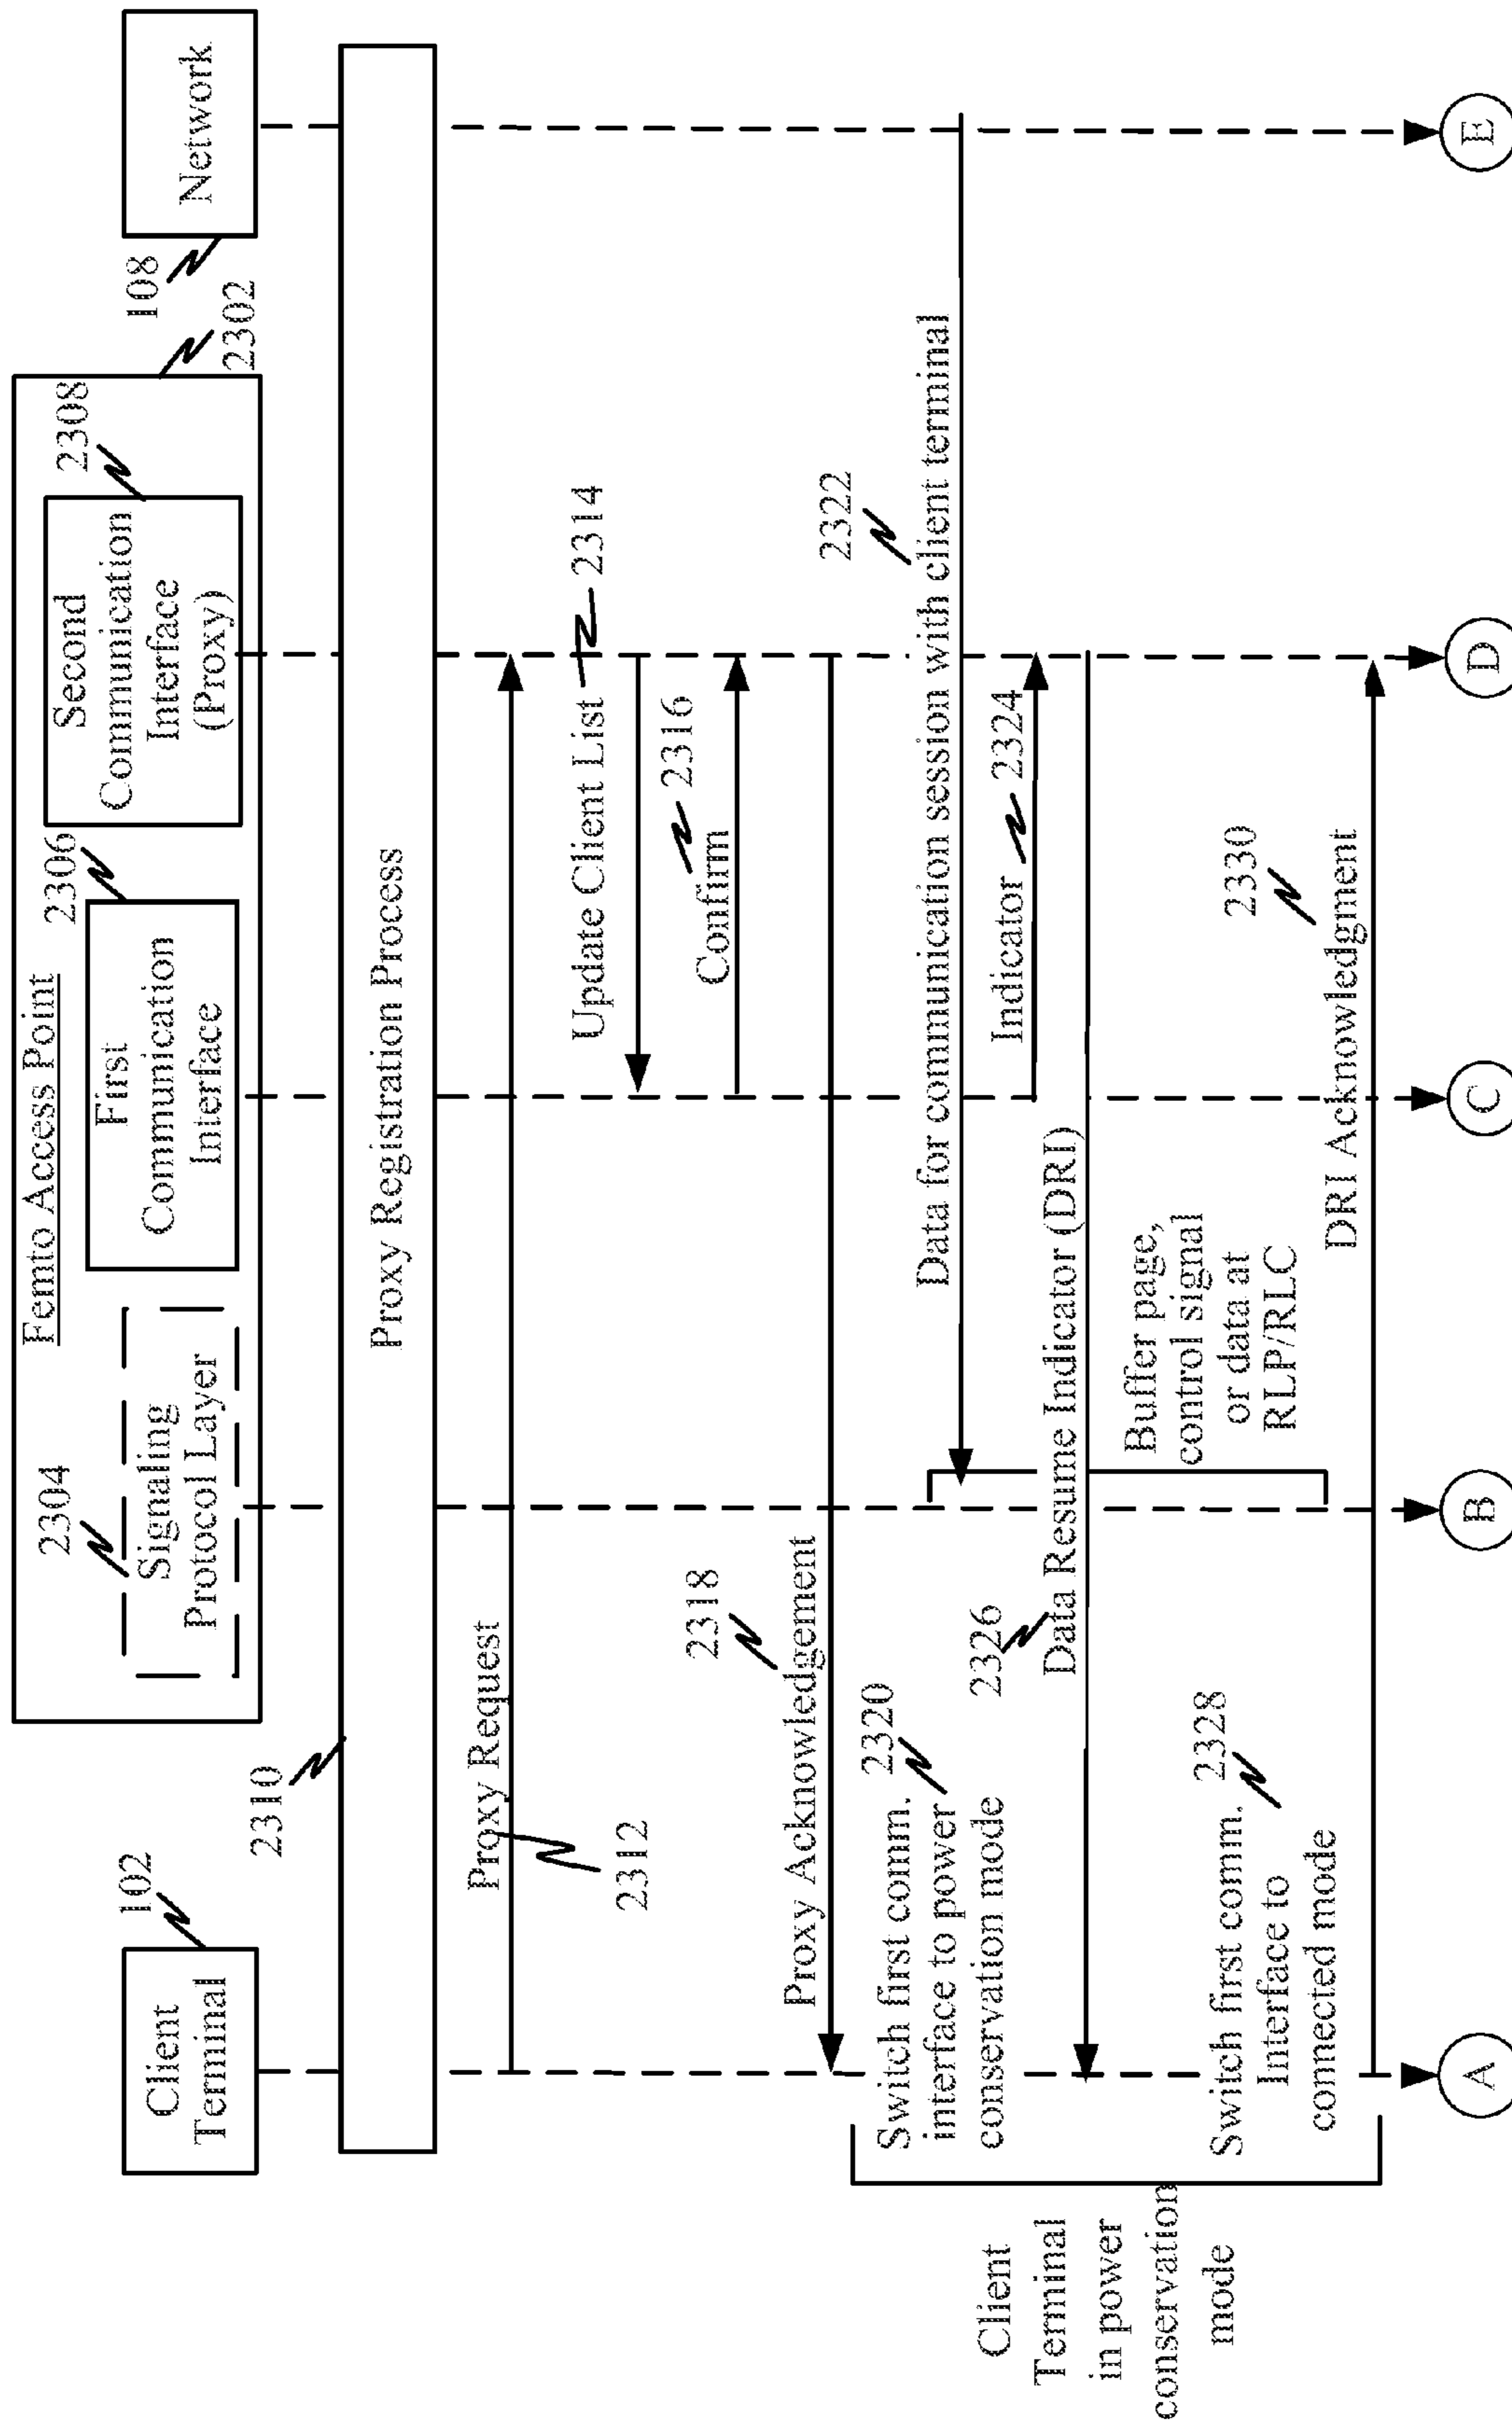 Femto Access Point
Client
Terminal
102
2304
Signaling
Protocol Layer
2306
First
Communication
Interface
2308
Second
Communication
Interface
(Proxy)
2302
108
Network
2310
Proxy Registration Process
Proxy Request
2312
Update Client List
2314
2316
Confirm
2318
Proxy Acknowledgement
2320
Switch first comm.
interface to power
conservation mode
2322
Data for communication session with client terminal
Indicator
2324
2326
Data Resume Indicator (DRI)
Buffer page,
control signal
or data at
RLP/RLC
2328
Switch first comm.
Interface to
connected mode
2330
DRI Acknowledgment
Client
Terminal
in power
conservation
mode
A
B
C
D
E